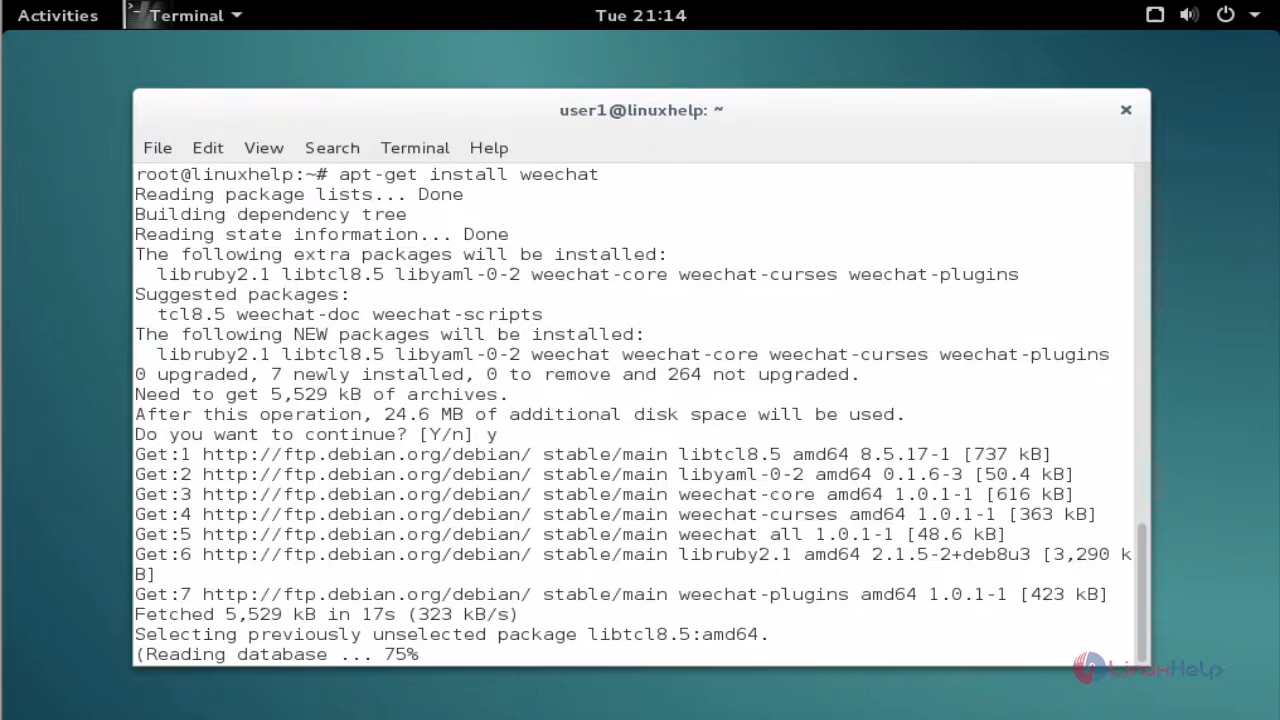 Activities Terminal Tue 21:14
user1@linuxhelp: ~ ×
File Edit View Search Terminal Help
root@linuxhelp:~# apt-get install weechat
Reading package lists... Done
Building dependency tree
Reading state information... Done
The following extra packages will be installed:
  libruby2.1 libtcl8.5 libyaml-0-2 weechat-core weechat-curses weechat-plugins
Suggested packages:
  tcl8.5 weechat-doc weechat-scripts
The following NEW packages will be installed:
  libruby2.1 libtcl8.5 libyaml-0-2 weechat weechat-core weechat-curses weechat-plugins
0 upgraded, 7 newly installed, 0 to remove and 264 not upgraded.
Need to get 5,529 kB of archives.
After this operation, 24.6 MB of additional disk space will be used.
Do you want to continue? [Y/n] y
Get:1 http://ftp.debian.org/debian/ stable/main libtcl8.5 amd64 8.5.17-1 [737 kB]
Get:2 http://ftp.debian.org/debian/ stable/main libyaml-0-2 amd64 0.1.6-3 [50.4 kB]
Get:3 http://ftp.debian.org/debian/ stable/main weechat-core amd64 1.0.1-1 [616 kB]
Get:4 http://ftp.debian.org/debian/ stable/main weechat-curses amd64 1.0.1-1 [363 kB]
Get:5 http://ftp.debian.org/debian/ stable/main weechat all 1.0.1-1 [48.6 kB]
Get:6 http://ftp.debian.org/debian/ stable/main libruby2.1 amd64 2.1.5-2+deb8u3 [3,290 k
B]
Get:7 http://ftp.debian.org/debian/ stable/main weechat-plugins amd64 1.0.1-1 [423 kB]
Fetched 5,529 kB in 17s (323 kB/s)
Selecting previously unselected package libtcl8.5:amd64.
(Reading database ... 75%
LinuxHelp